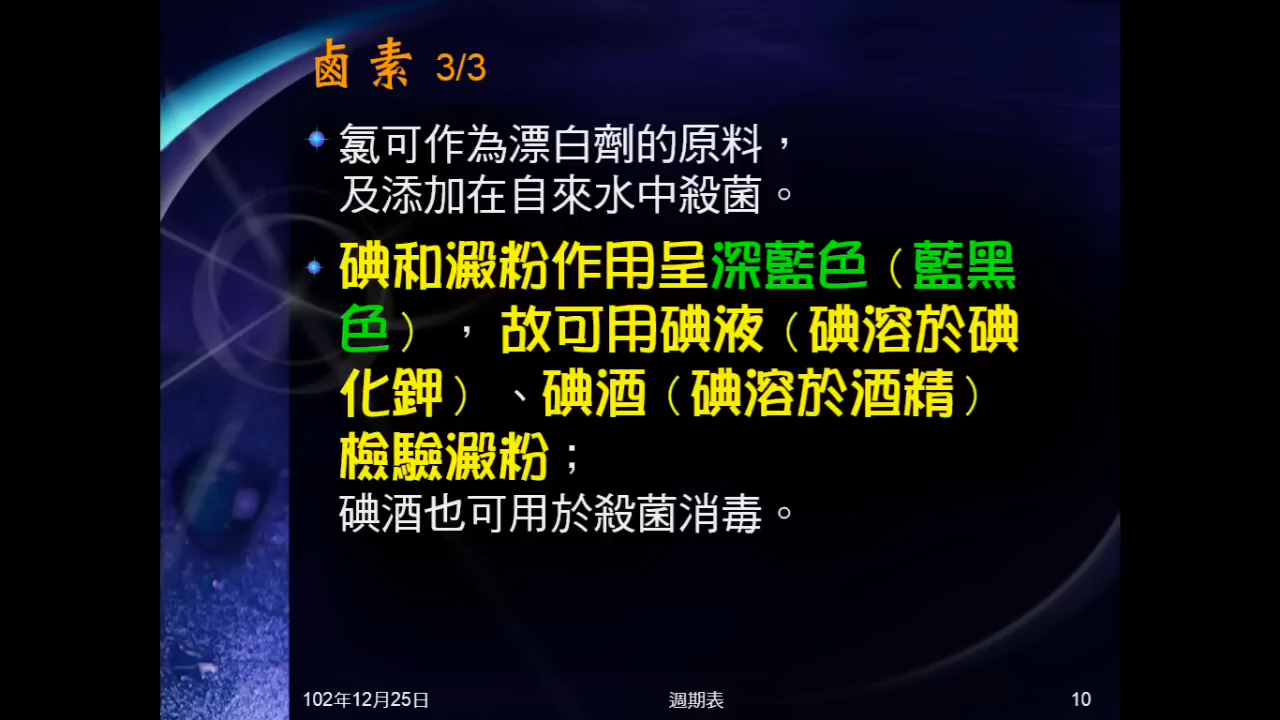 鹵素 3/3
氯可作為漂白劑的原料，
及添加在自來水中殺菌。
碘和澱粉作用呈深藍色（藍黑
色），故可用碘液（碘溶於碘
化鉀）、碘酒（碘溶於酒精）
檢驗澱粉；
碘酒也可用於殺菌消毒。
102年12月25日 週期表 10